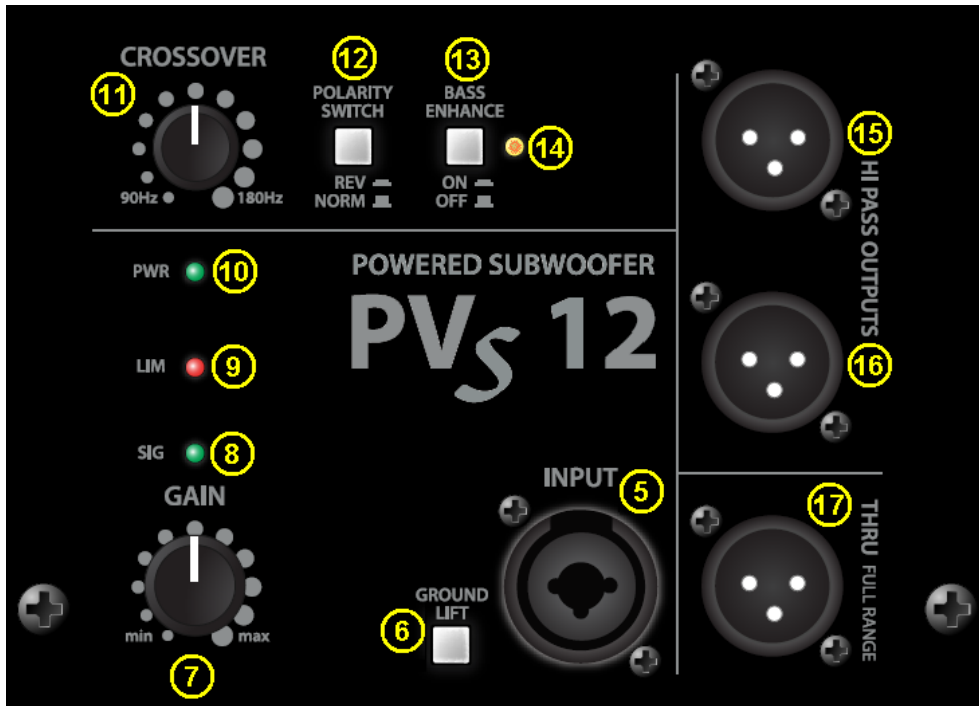 CROSSOVER
11
90Hz
180Hz
12
POLARITY
SWITCH
REV
NORM
13
BASS
ENHANCE
14
ON
OFF
15
HI PASS OUTPUTS
16
PWR
10
LIM
9
SIG
8
POWERED SUBWOOFER
PVS 12
GAIN
min
max
7
INPUT
5
GROUND
LIFT
6
17
THRU FULL RANGE